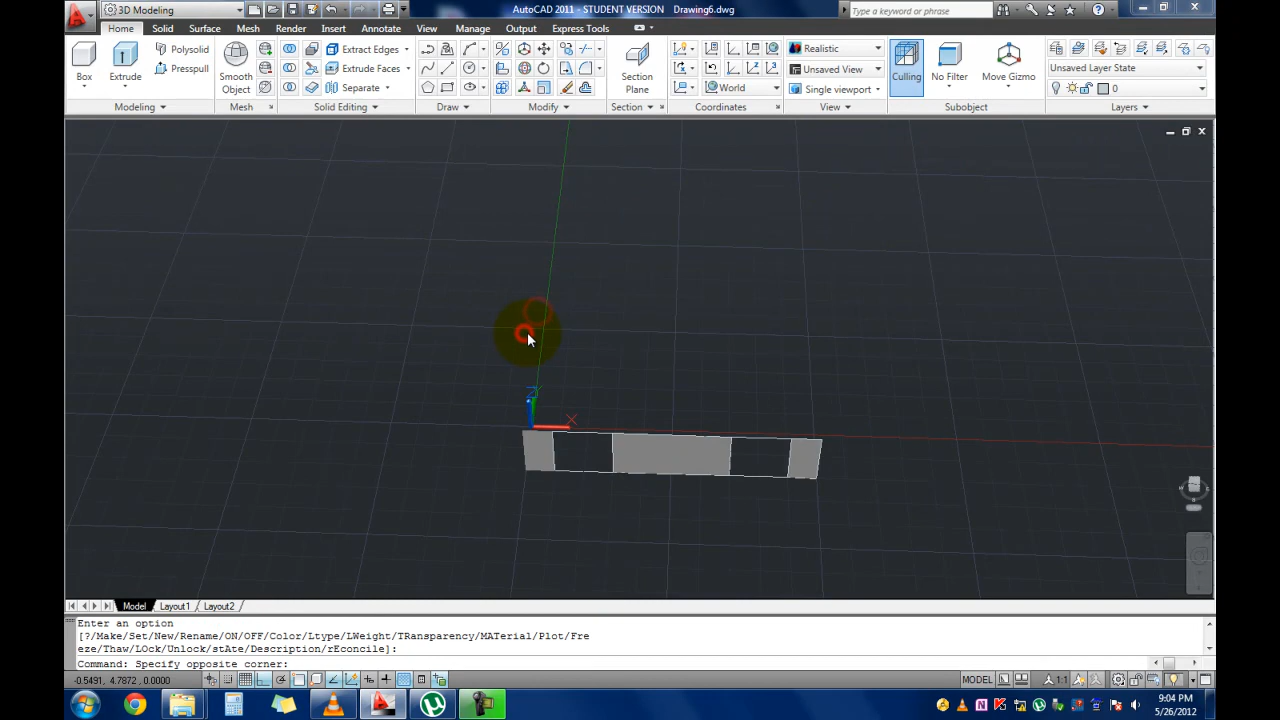 3D Modeling
AutoCAD 2011 - STUDENT VERSION Drawing6.dwg
Type a keyword or phrase
Home Solid Surface Mesh Render Insert Annotate View Manage Output Express Tools
Polysolid
Presspull
Box
Extrude
Smooth Object
Extrude Edges
Extrude Faces
Separate
Section Plane
World
Realistic
Unsaved View
Single viewport
Culling
No Filter
Move Gizmo
Unsaved Layer State
0
Modeling
Mesh
Solid Editing
Draw
Modify
Section
Coordinates
View
Subobject
Layers
Z
X
Model Layout1 Layout2
Enter an option
[?/Make/Set/New/Rename/ON/OFF/Color/Ltype/LWeight/TRansparency/MATerial/Plot/Fre
eze/Thaw/LOck/Unlock/stAte/Description/rEconcile]:
Command: Specify opposite corner:
-0.5491, 4.7872, 0.0000
MODEL
1:1
9:04 PM
5/26/2012